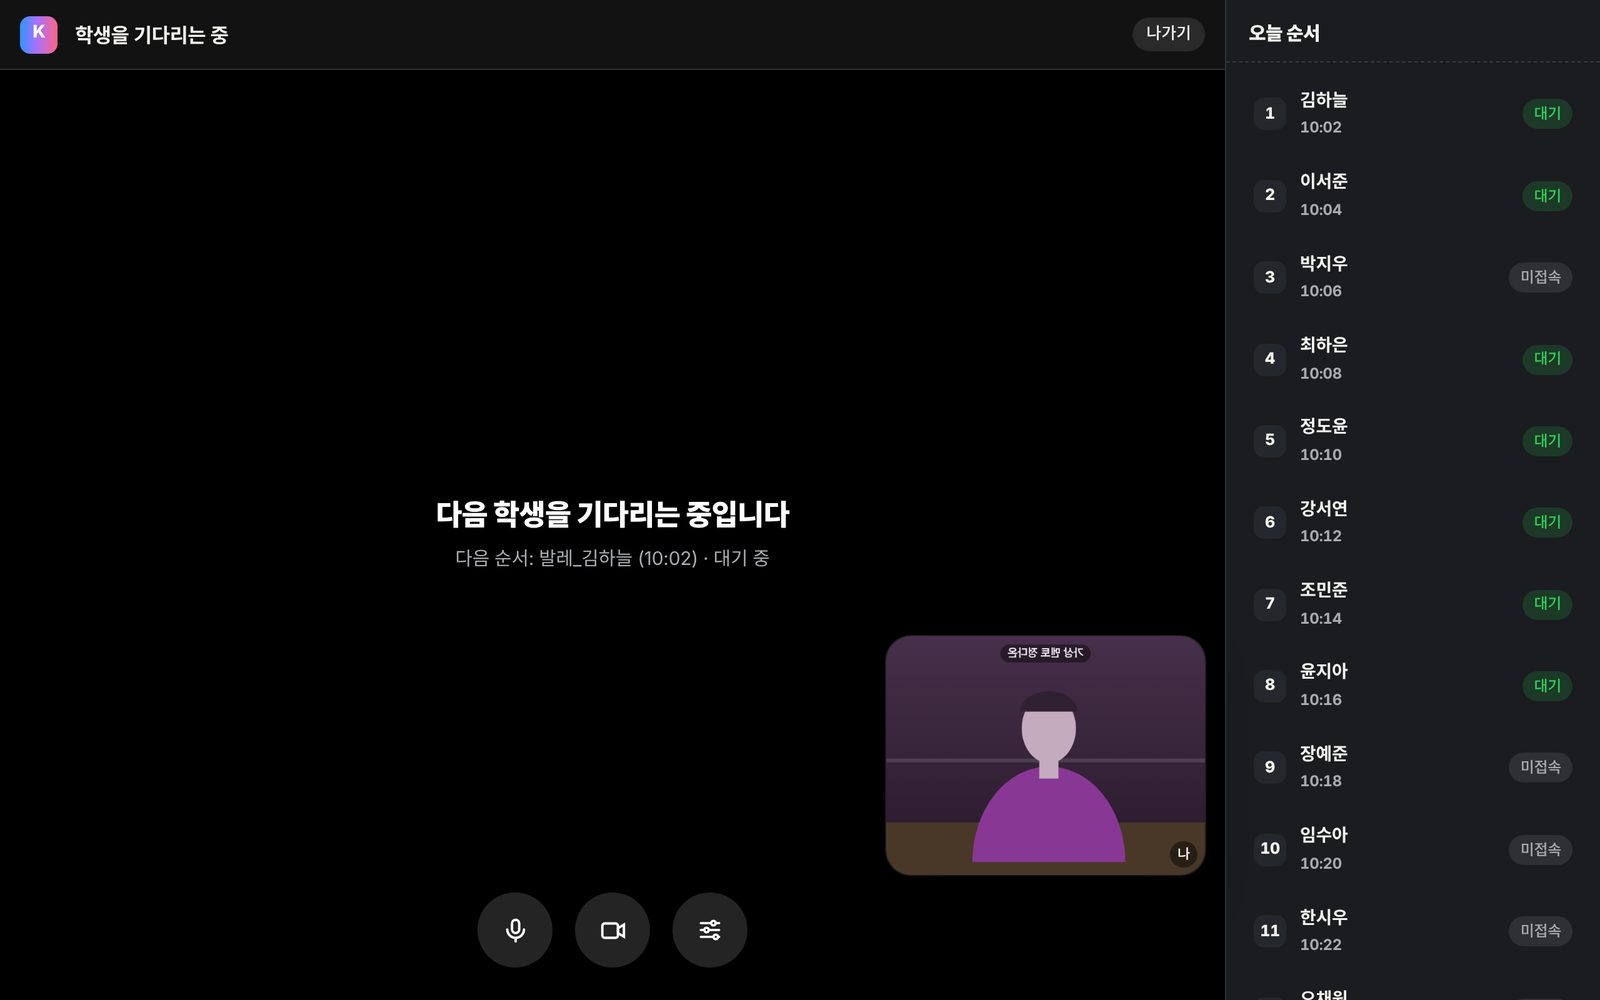 K
학생을 기다리는 중
나가기
다음 학생을 기다리는 중입니다
다음 순서: 발레_김하늘 (10:02) · 대기 중
가상 멘토 정다온
나
오늘 순서
1 김하늘 대기
10:02
2 이서준 대기
10:04
3 박지우 미접속
10:06
4 최하은 대기
10:08
5 정도윤 대기
10:10
6 강서연 대기
10:12
7 조민준 대기
10:14
8 윤지아 대기
10:16
9 장예준 미접속
10:18
10 임수아 미접속
10:20
11 한시우 미접속
10:22